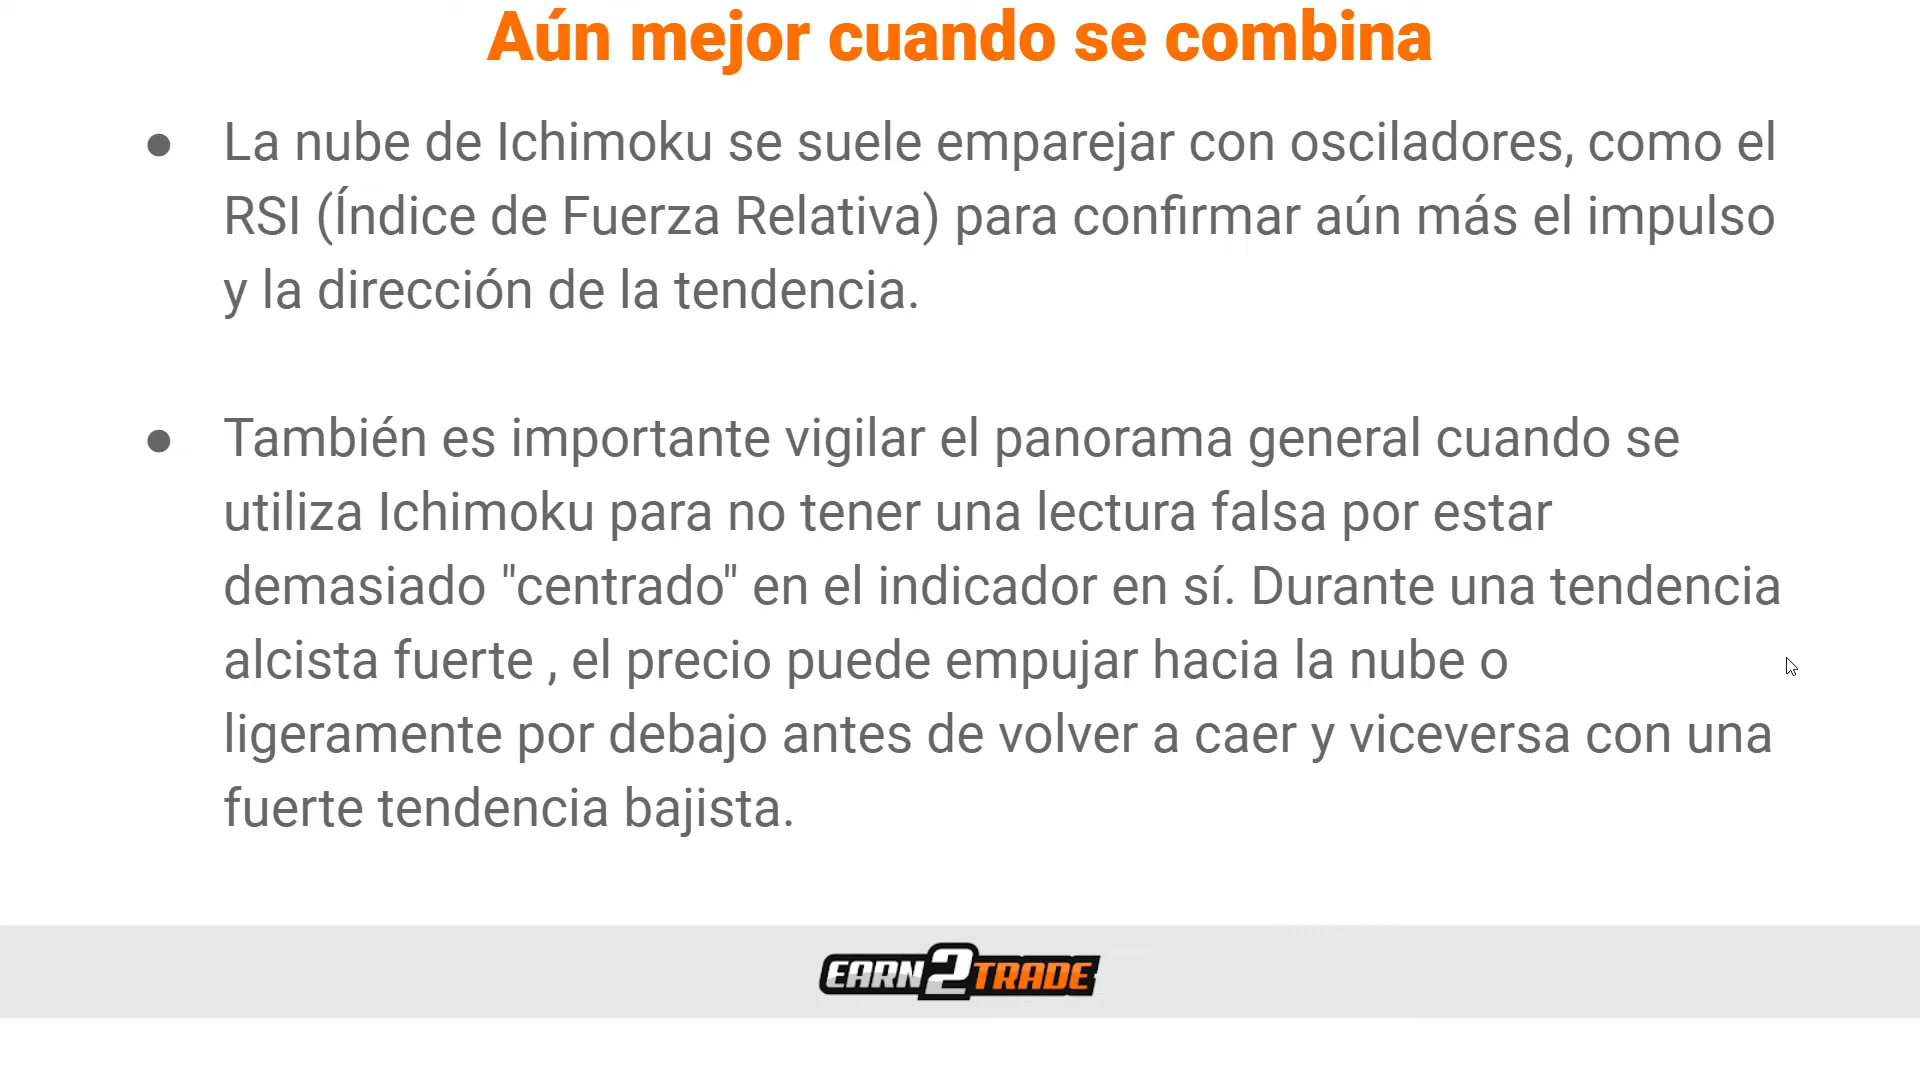 Aún mejor cuando se combina
● La nube de Ichimoku se suele emparejar con osciladores, como el
RSI (Índice de Fuerza Relativa) para confirmar aún más el impulso
y la dirección de la tendencia.
● También es importante vigilar el panorama general cuando se
utiliza Ichimoku para no tener una lectura falsa por estar
demasiado "centrado" en el indicador en sí. Durante una tendencia
alcista fuerte , el precio puede empujar hacia la nube o
ligeramente por debajo antes de volver a caer y viceversa con una
fuerte tendencia bajista.
EARN2TRADE